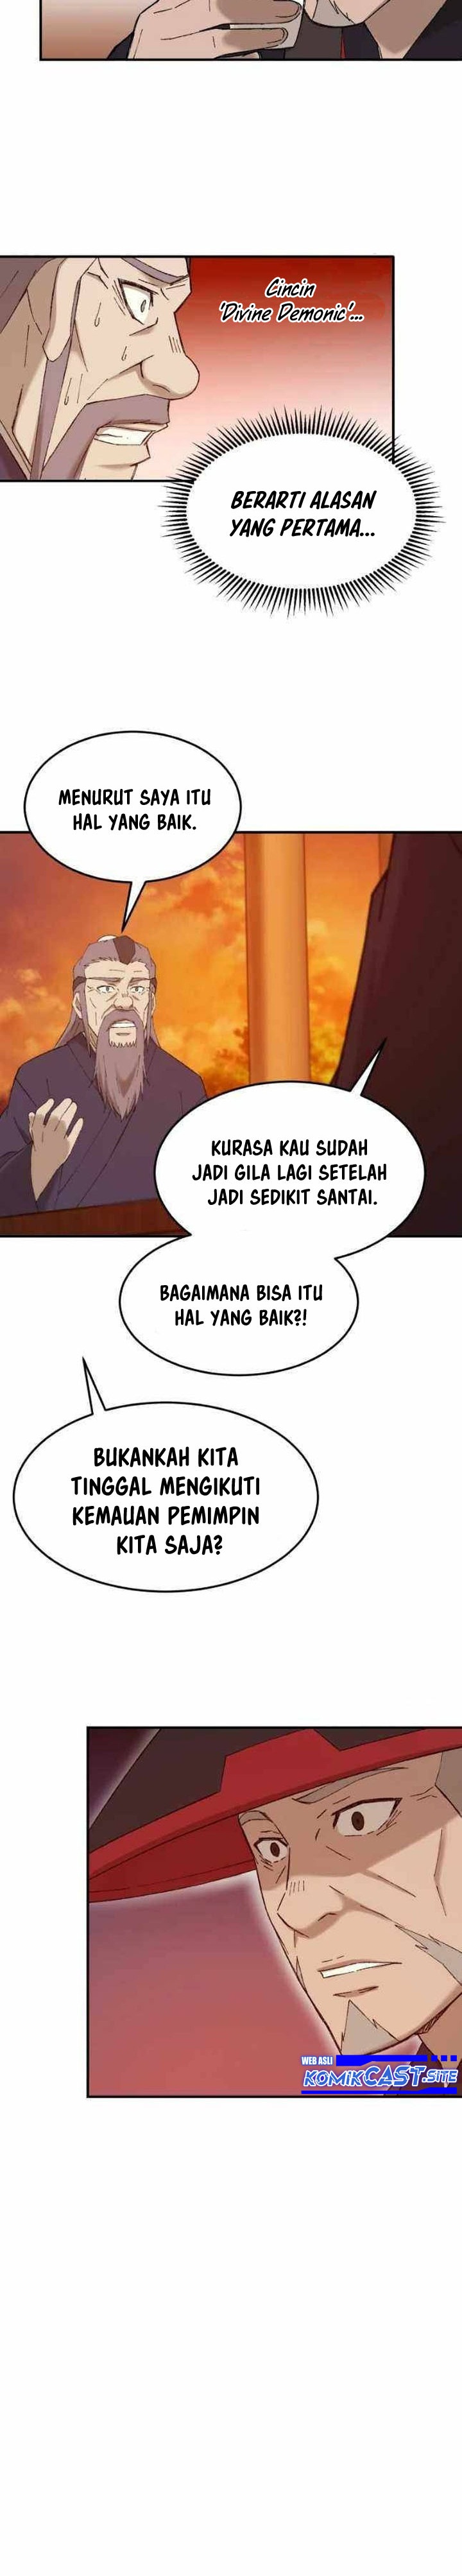 Cincin
'Divine Demonic'...
BERARTI ALASAN
YANG PERTAMA...
MENURUT SAYA ITU
HAL YANG BAIK.
KURASA KAU SUDAH
JADI GILA LAGI SETELAH
JADI SEDIKIT SANTAI.
BAGAIMANA BISA ITU
HAL YANG BAIK?!
BUKANKAH KITA
TINGGAL MENGIKUTI
KEMAUAN PEMIMPIN
KITA SAJA?
WEB ASLI
KOMIKCAST.SITE